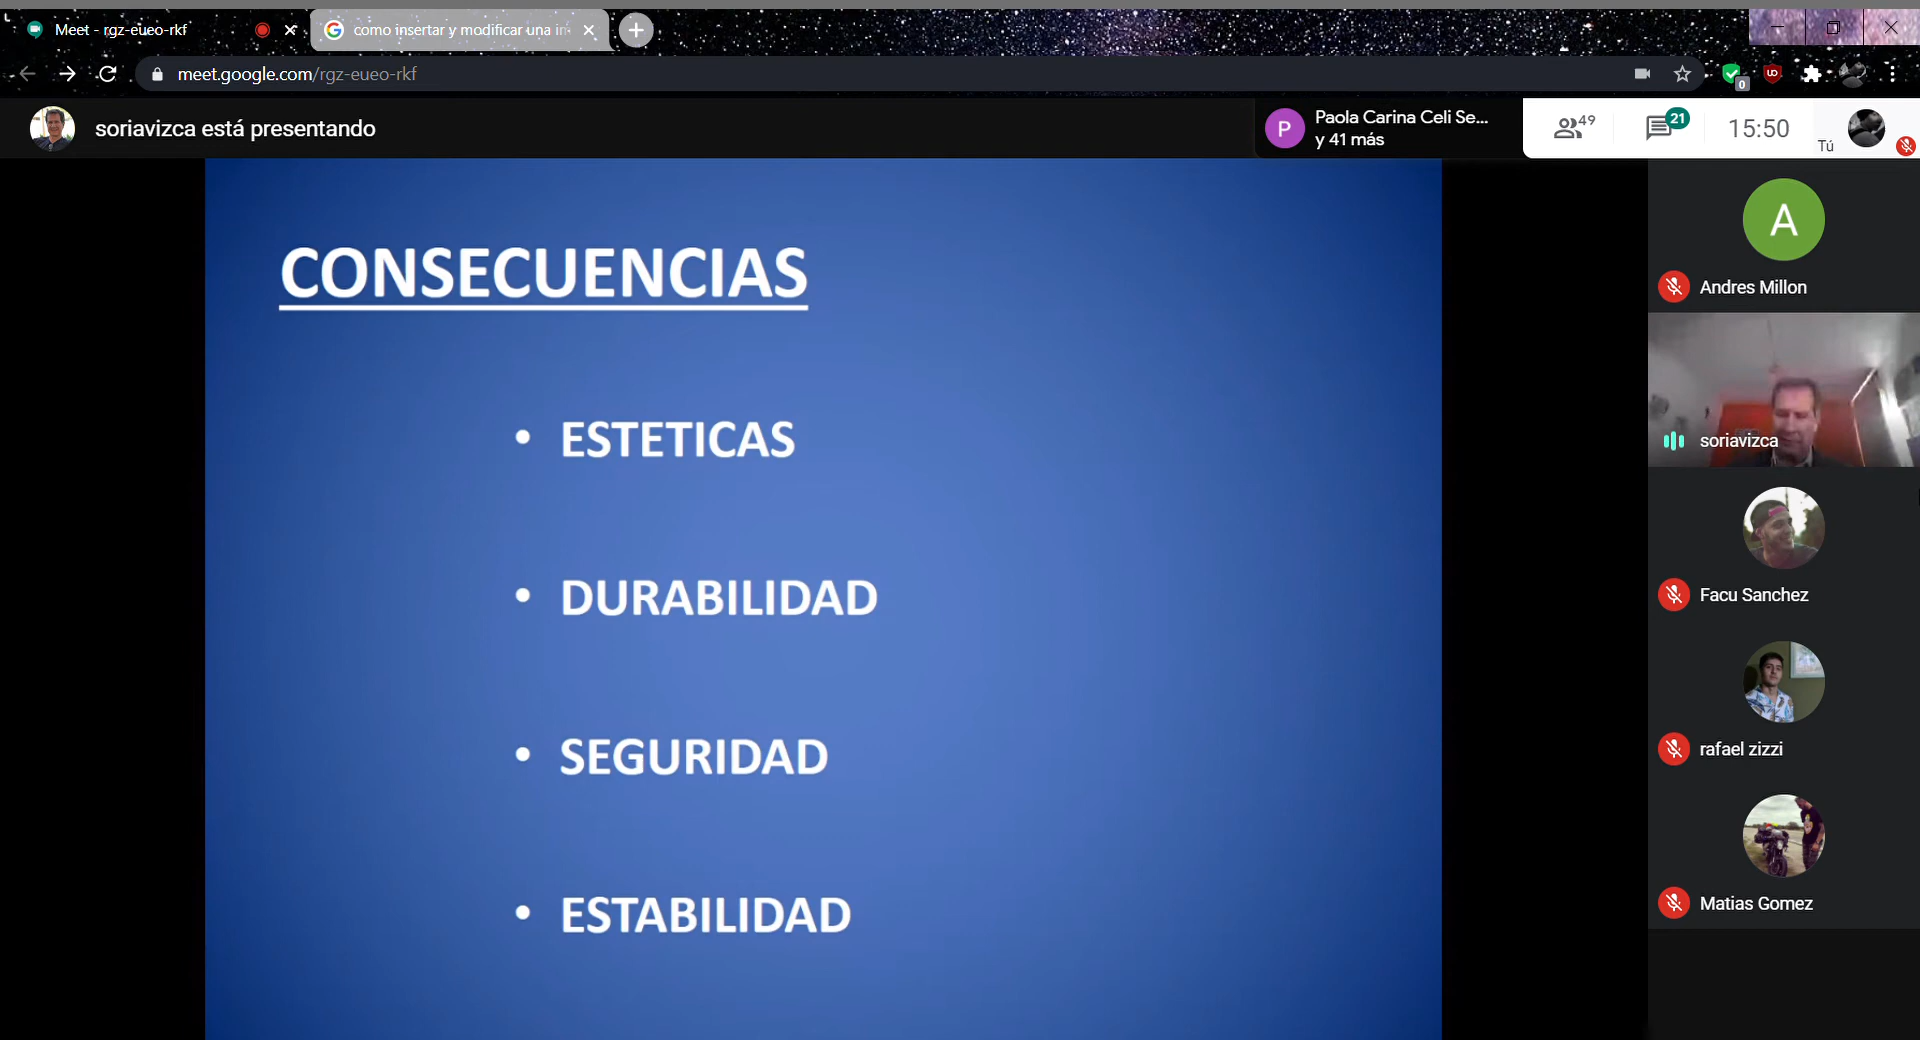 Meet - rgz-eueo-rkf
como insertar y modificar una im
meet.google.com/rgz-eueo-rkf
0
soriavizca está presentando
P
Paola Carina Celi Se...
y 41 más
49
21
15:50
Tú
CONSECUENCIAS
• ESTETICAS
• DURABILIDAD
• SEGURIDAD
• ESTABILIDAD
A
Andres Millon
soriavizca
Facu Sanchez
rafael zizzi
Matias Gomez